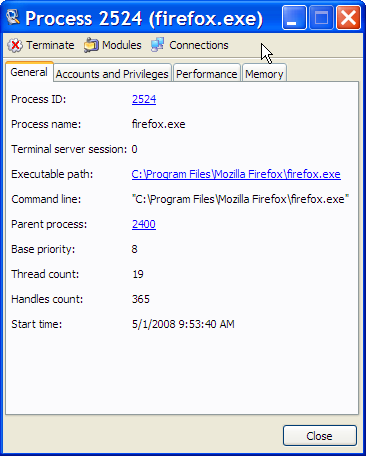 Process 2524 (firefox.exe)
Terminate Modules Connections
General Accounts and Privileges Performance Memory
Process ID: 2524
Process name: firefox.exe
Terminal server session: 0
Executable path: C:\Program Files\Mozilla Firefox\firefox.exe
Command line: "C:\Program Files\Mozilla Firefox\firefox.exe"
Parent process: 2400
Base priority: 8
Thread count: 19
Handles count: 365
Start time: 5/1/2008 9:53:40 AM
Close